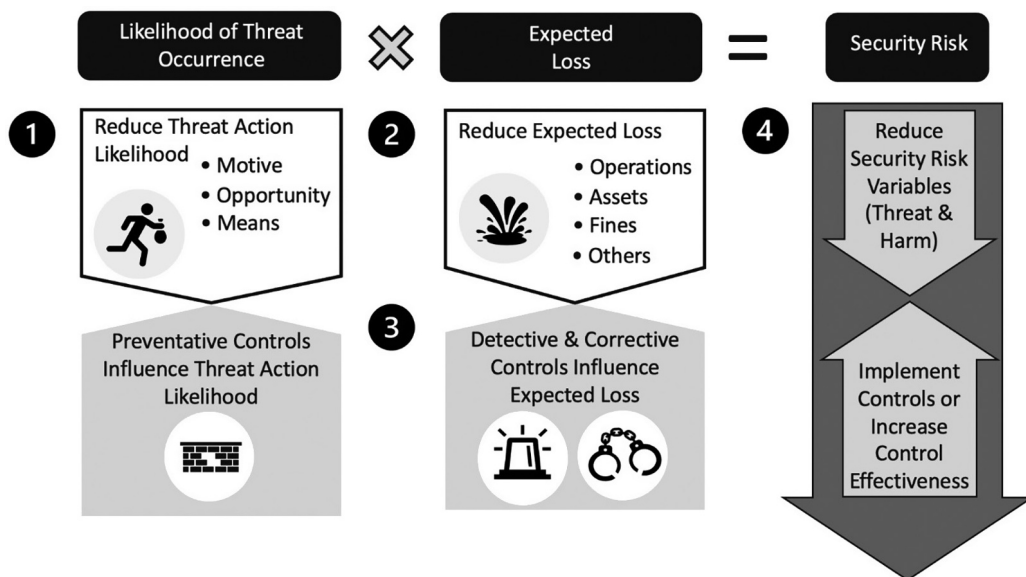 Likelihood of Threat
Occurrence
Expected
Loss
Security Risk
1
Reduce Threat Action
Likelihood
• Motive
• Opportunity
• Means
2
Reduce Expected Loss
• Operations
• Assets
• Fines
• Others
Preventative Controls
Influence Threat Action
Likelihood
3
Detective & Corrective
Controls Influence
Expected Loss
4
Reduce
Security Risk
Variables
(Threat &
Harm)
Implement
Controls or
Increase
Control
Effectiveness